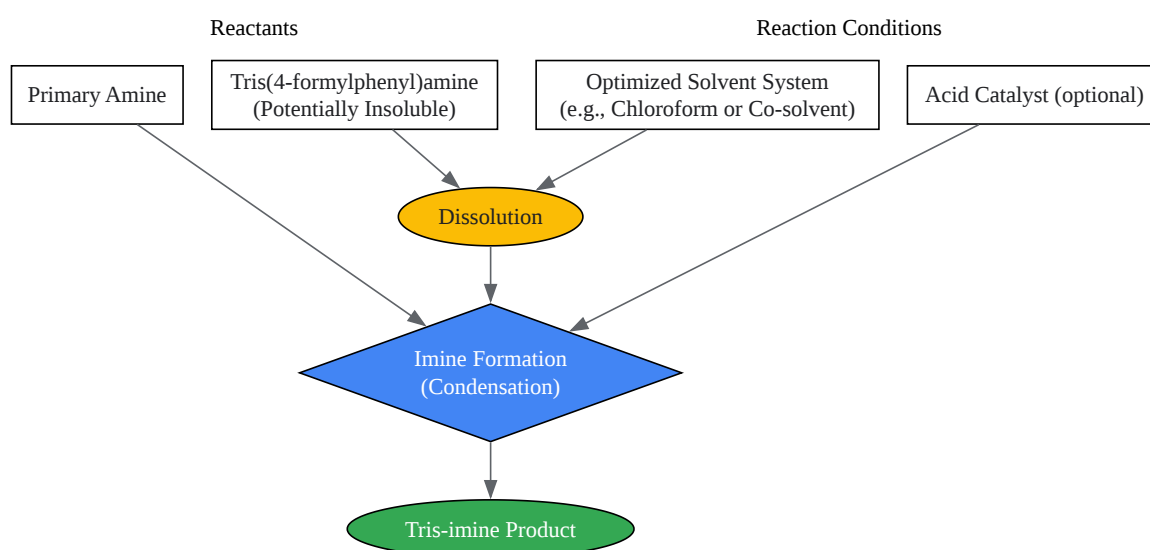 Reactants
Reaction Conditions
Primary Amine
Tris(4-formylphenyl)amine
(Potentially Insoluble)
Optimized Solvent System
(e.g., Chloroform or Co-solvent)
Acid Catalyst (optional)
Dissolution
Imine Formation
(Condensation)
Tris-imine Product